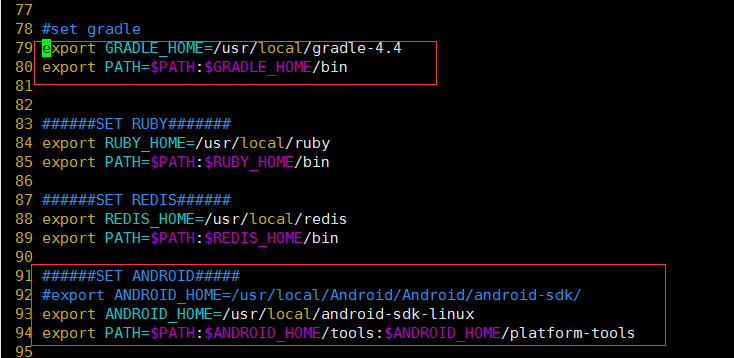 77
78 #set gradle
79 export GRADLE_HOME=/usr/local/gradle-4.4
80 export PATH=$PATH:$GRADLE_HOME/bin
81
82
83 ######SET RUBY#######
84 export RUBY_HOME=/usr/local/ruby
85 export PATH=$PATH:$RUBY_HOME/bin
86
87 ######SET REDIS######
88 export REDIS_HOME=/usr/local/redis
89 export PATH=$PATH:$REDIS_HOME/bin
90
91 ######SET ANDROID#####
92 #export ANDROID_HOME=/usr/local/Android/Android/android-sdk/
93 export ANDROID_HOME=/usr/local/android-sdk-linux
94 export PATH=$PATH:$ANDROID_HOME/tools:$ANDROID_HOME/platform-tools
95